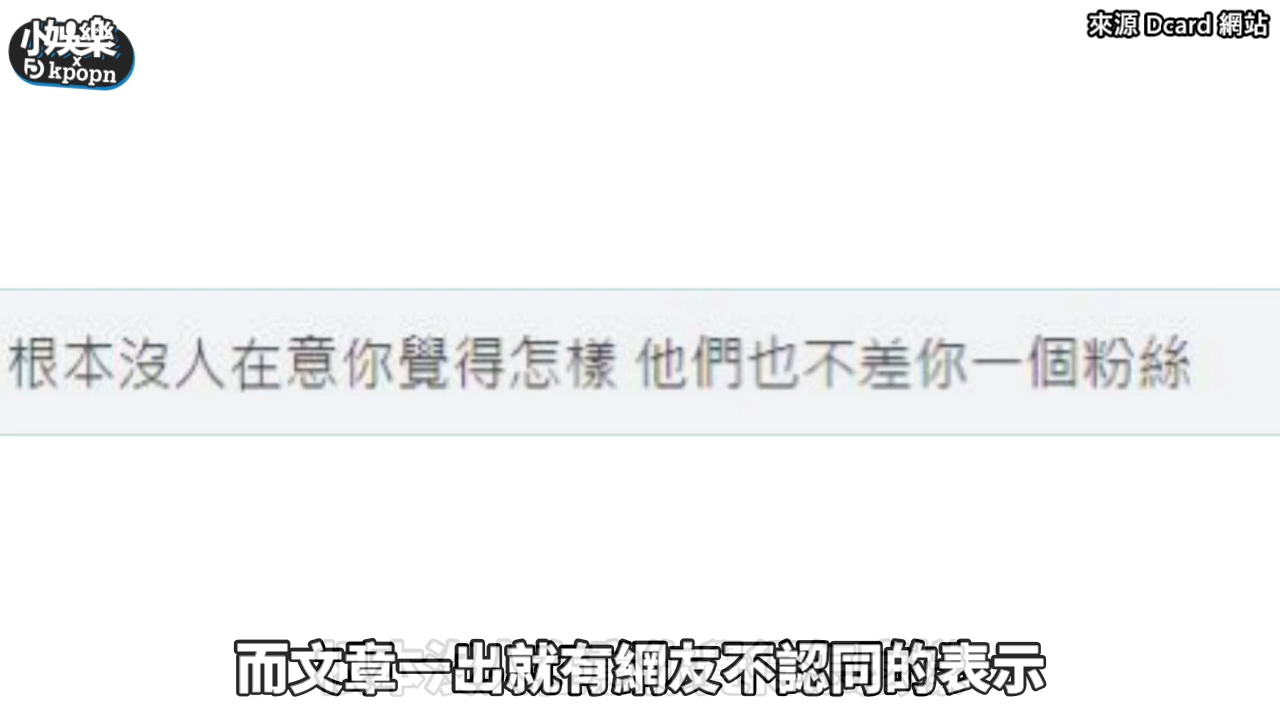 小娛樂
x
kpopn
來源 Dcard 網站
根本沒人在意你覺得怎樣 他們也不差你一個粉絲
而文章一出就有網友不認同的表示